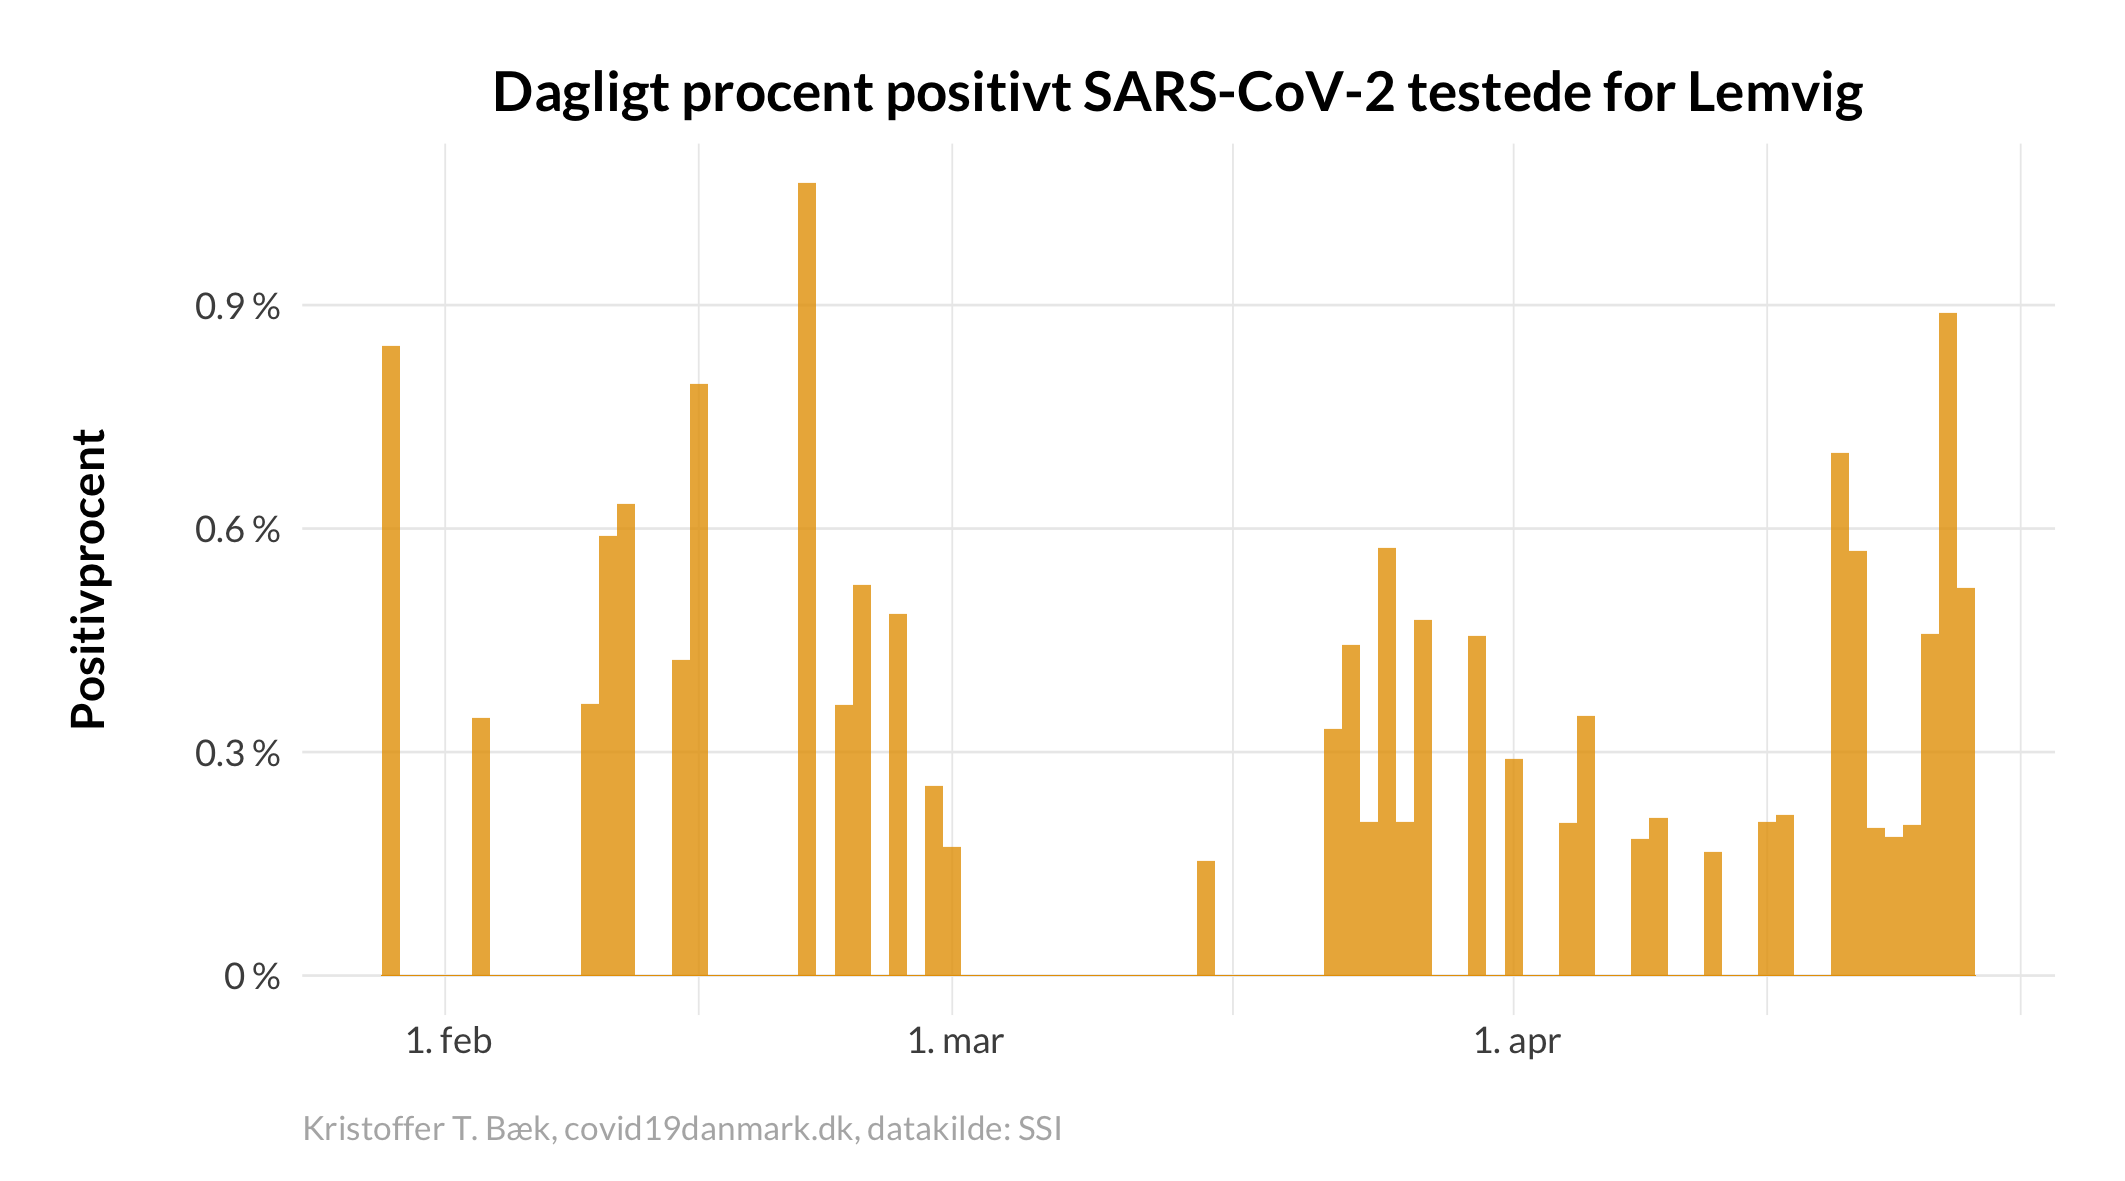 Dagligt procent positivt SARS-CoV-2 testede for Lemvig
Positivprocent
0.9 %
0.6 %
0.3 %
0 %
1. feb
1. mar
1. apr
Kristoffer T. Bæk, covid19danmark.dk, datakilde: SSI